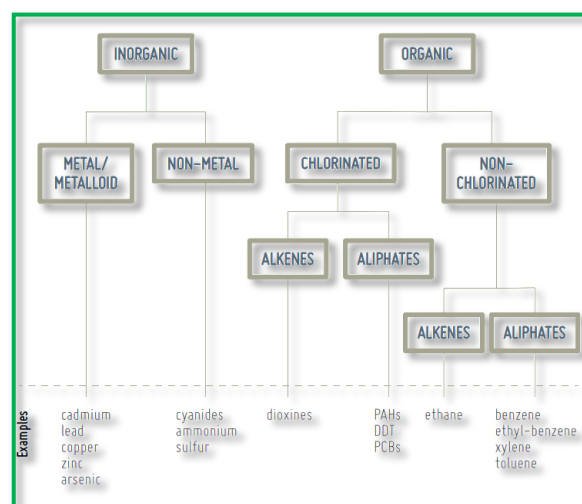 INORGANIC
ORGANIC
METAL/
METALLOID
NON-METAL
CHLORINATED
NON-
CHLORINATED
ALKENES
ALIPHATES
ALKENES
ALIPHATES
Examples
cadmium
lead
copper
zinc
arsenic
cyanides
ammonium
sulfur
dioxines
PAHs
DDT
PCBs
ethane
benzene
ethyl-benzene
xylene
toluene